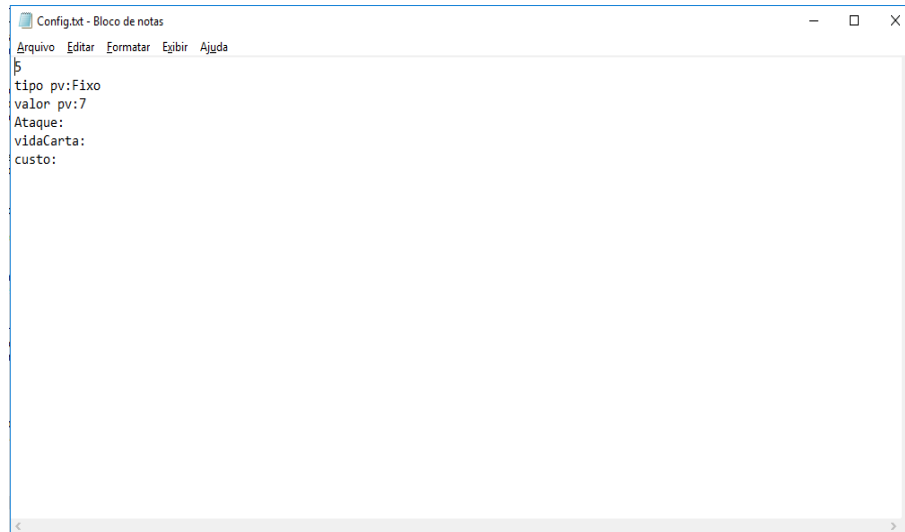 Config.txt - Bloco de notas
Arquivo Editar Formatar Exibir Ajuda
5
tipo pv:Fixo
valor pv:7
Ataque:
vidaCarta:
custo: